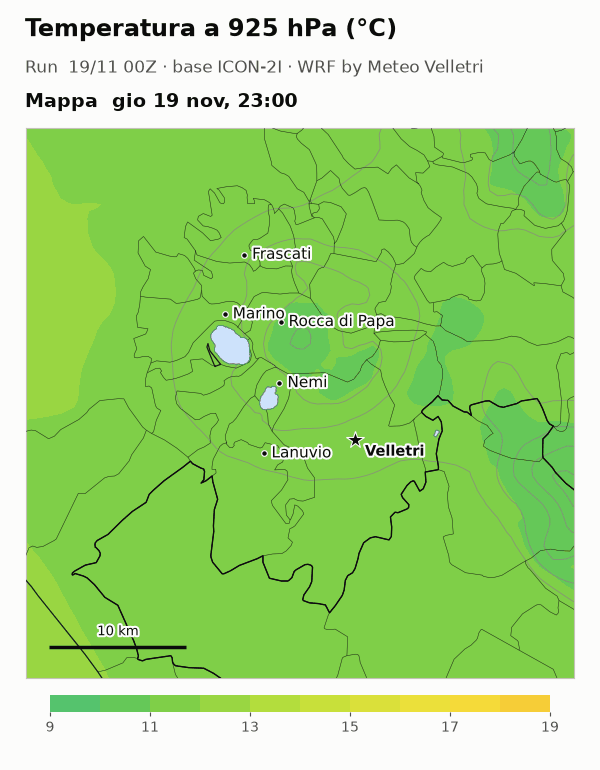 Temperatura a 925 hPa (°C)
Run  19/11 00Z · base ICON-2I · WRF by Meteo Velletri
Mappa  gio 19 nov, 23:00
Frascati
Marino
Rocca di Papa
Nemi
Velletri
Lanuvio
10 km
9 11 13 15 17 19